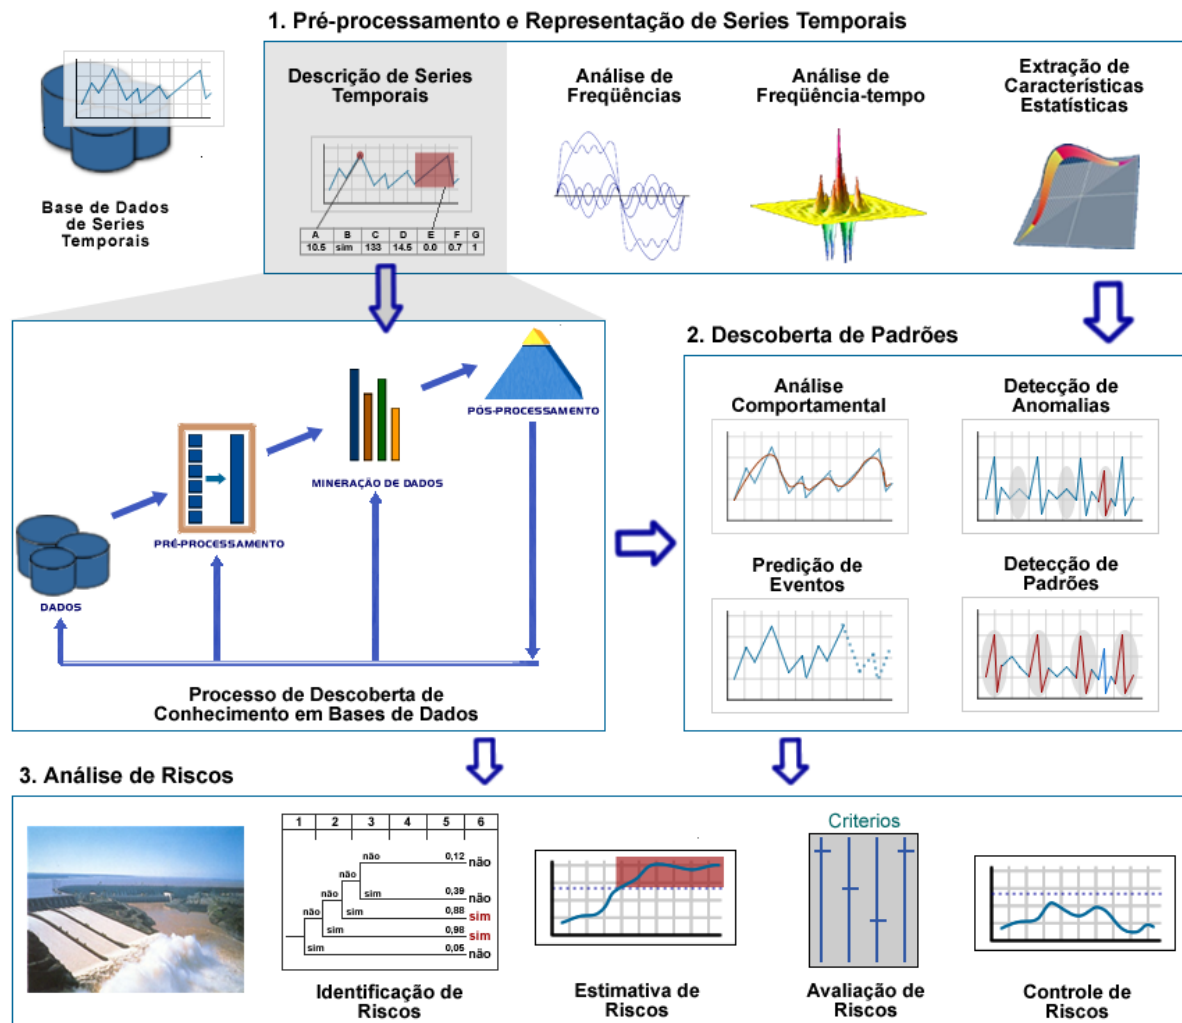 1. Pré-processamento e Representação de Series Temporais
Base de Dados
de Series
Temporais
Descrição de Series
Temporais
A B C D E F G
10.5 sim 133 14.5 0.0 0.7 1
Análise de
Freqüências
Análise de
Freqüência-tempo
Extração de
Características
Estatísticas
DADOS
PRÉ-PROCESSAMENTO
MINERAÇÃO DE DADOS
PÓS-PROCESSAMENTO
Processo de Descoberta de
Conhecimento em Bases de Dados
2. Descoberta de Padrões
Análise
Comportamental
Detecção de
Anomalias
Predição de
Eventos
Detecção de
Padrões
3. Análise de Riscos
1 2 3 4 5 6
não 0,12 não
não
sim 0,39 não
não
sim 0,88 sim
não
sim 0,98 sim
sim 0,05 não
Identificação de
Riscos
Estimativa de
Riscos
Criterios
Avaliação de
Riscos
Controle de
Riscos